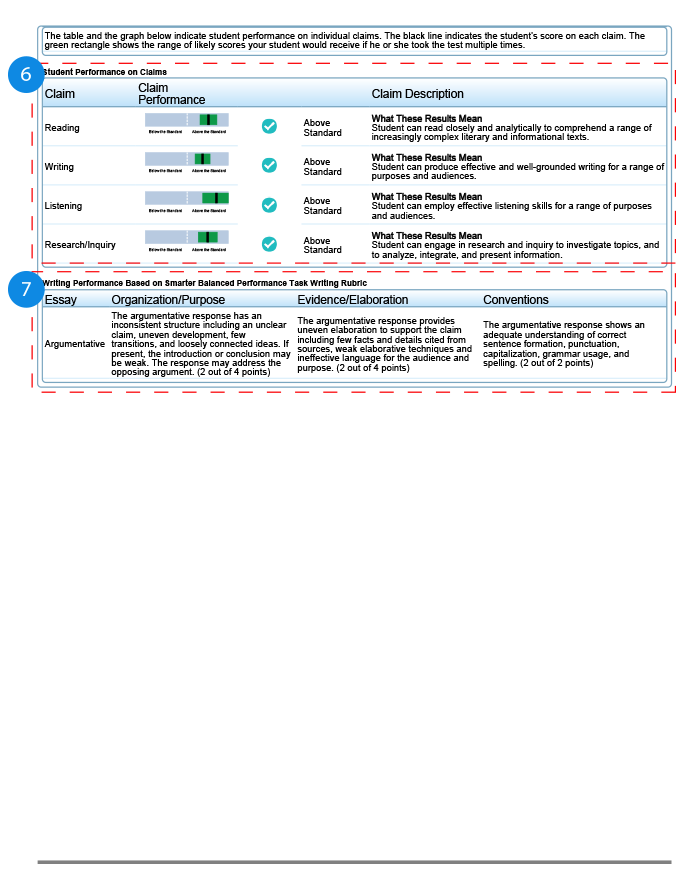 The table and the graph below indicate student performance on individual claims. The black line indicates the student's score on each claim. The
green rectangle shows the range of likely scores your student would receive if he or she took the test multiple times.
6
Student Performance on Claims
Claim
Claim
Performance
Claim Description
Reading
Below the Standard
Above the Standard
Above
Standard
What These Results Mean
Student can read closely and analytically to comprehend a range of
increasingly complex literary and informational texts.
Writing
Below the Standard
Above the Standard
Above
Standard
What These Results Mean
Student can produce effective and well-grounded writing for a range of
purposes and audiences.
Listening
Below the Standard
Above the Standard
Above
Standard
What These Results Mean
Student can employ effective listening skills for a range of purposes
and audiences.
Research/Inquiry
Below the Standard
Above the Standard
Above
Standard
What These Results Mean
Student can engage in research and inquiry to investigate topics, and
to analyze, integrate, and present information.
7
Writing Performance Based on Smarter Balanced Performance Task Writing Rubric
Essay
Organization/Purpose
Evidence/Elaboration
Conventions
Argumentative
The argumentative response has an
inconsistent structure including an unclear
claim, uneven development, few
transitions, and loosely connected ideas. If
present, the introduction or conclusion may
be weak. The response may address the
opposing argument. (2 out of 4 points)
The argumentative response provides
uneven elaboration to support the claim
including few facts and details cited from
sources, weak elaborative techniques and
ineffective language for the audience and
purpose. (2 out of 4 points)
The argumentative response shows an
adequate understanding of correct
sentence formation, punctuation,
capitalization, grammar usage, and
spelling. (2 out of 2 points)